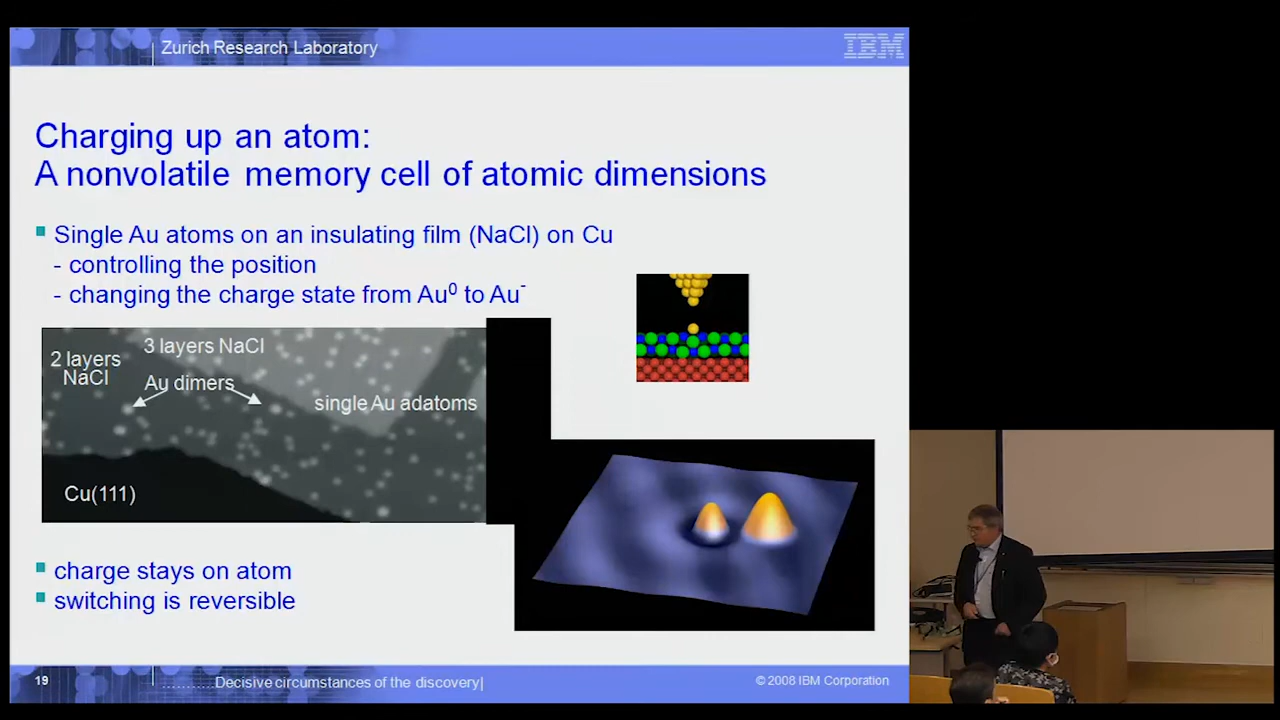 Zurich Research Laboratory
IBM
Charging up an atom:
A nonvolatile memory cell of atomic dimensions
Single Au atoms on an insulating film (NaCl) on Cu
- controlling the position
- changing the charge state from Au⁰ to Au⁻
3 layers NaCl
2 layers
NaCl
Au dimers
single Au adatoms
Cu(111)
charge stays on atom
switching is reversible
19
...........Decisive circumstances of the discovery|
© 2008 IBM Corporation